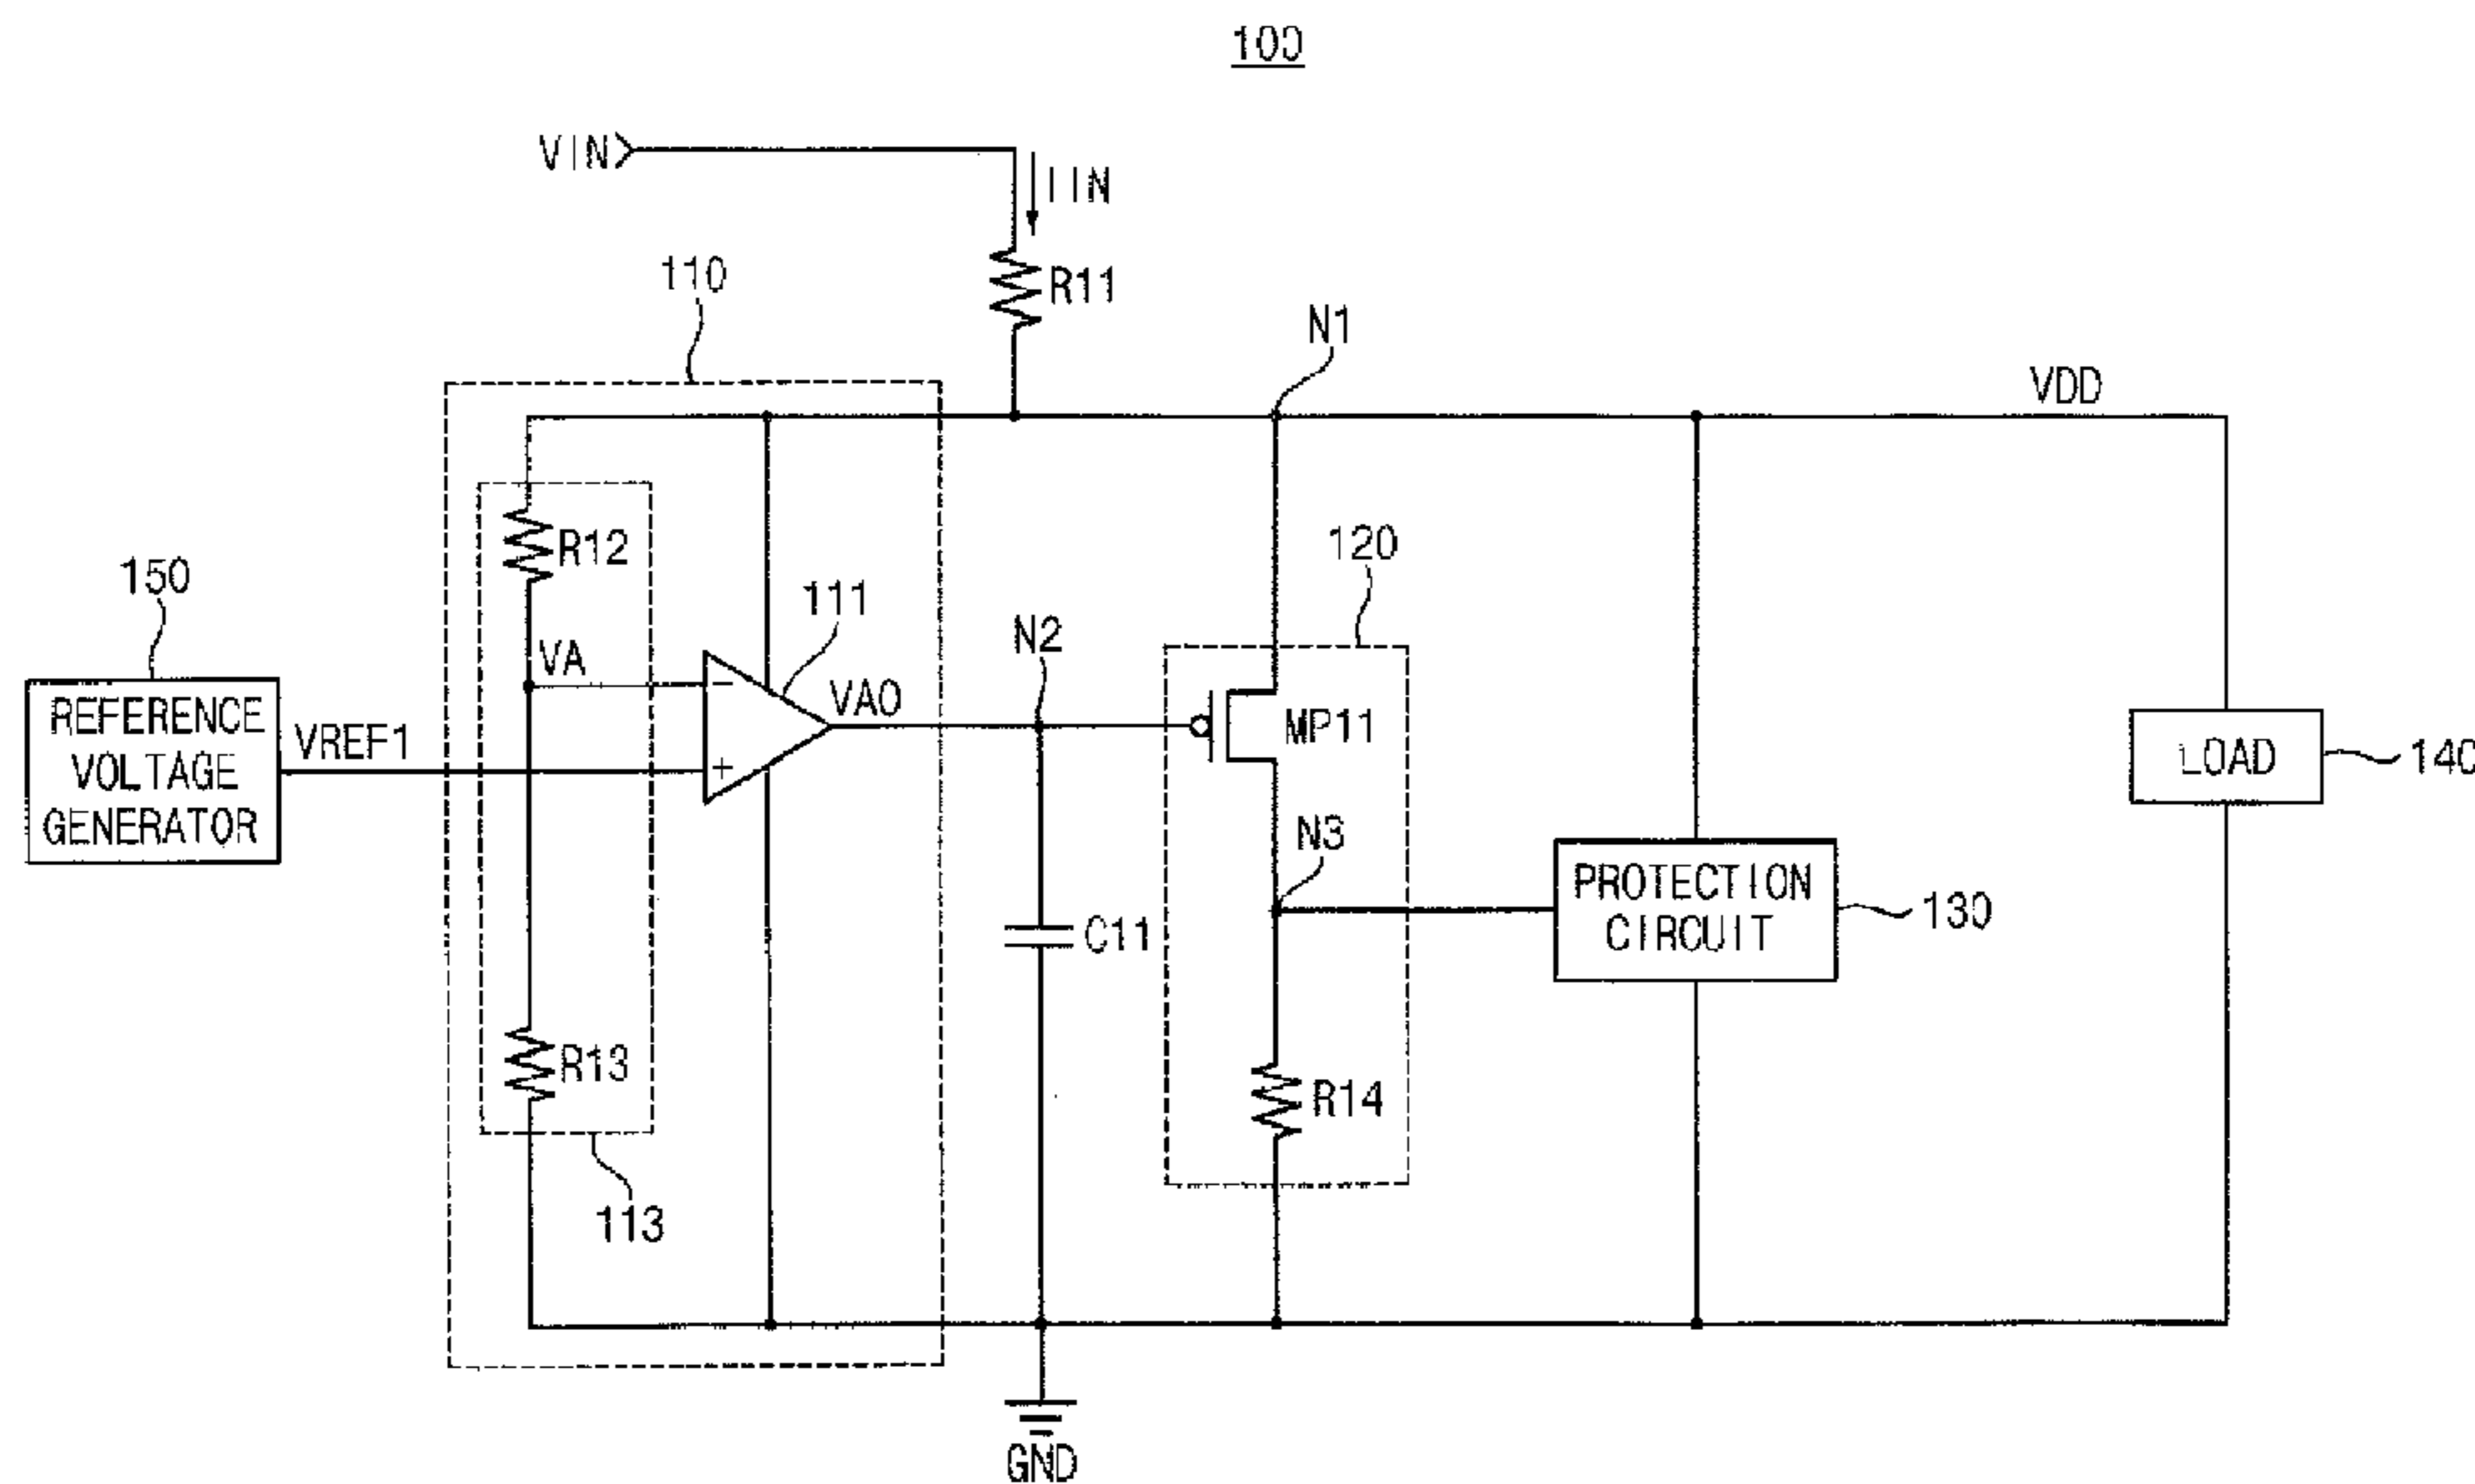 100
VIN
IIN
R11
110
N1
VDD
R12
120
150
111
N2
VA
VAO
REFERENCE
VOLTAGE
GENERATOR
VREF1
−
+
MP11
LOAD
140
N3
PROTECTION
CIRCUIT
130
C11
R13
R14
113
GND